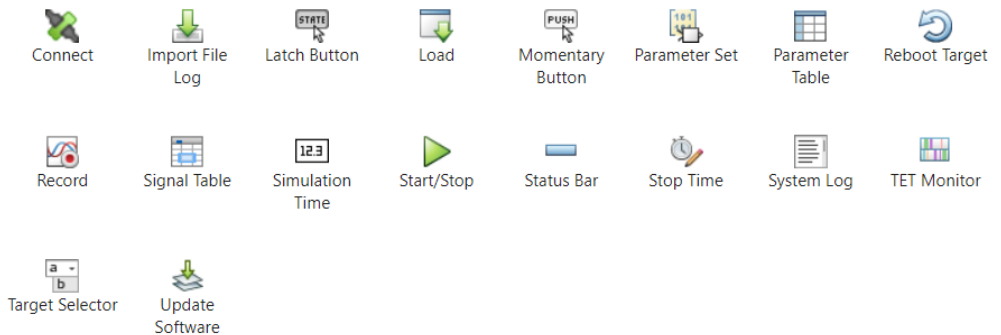 STATE
PUSH
101
Connect
Import File
Log
Latch Button
Load
Momentary
Button
Parameter Set
Parameter
Table
Reboot Target
12.3
Record
Signal Table
Simulation
Time
Start/Stop
Status Bar
Stop Time
System Log
TET Monitor
a
b
Target Selector
Update
Software